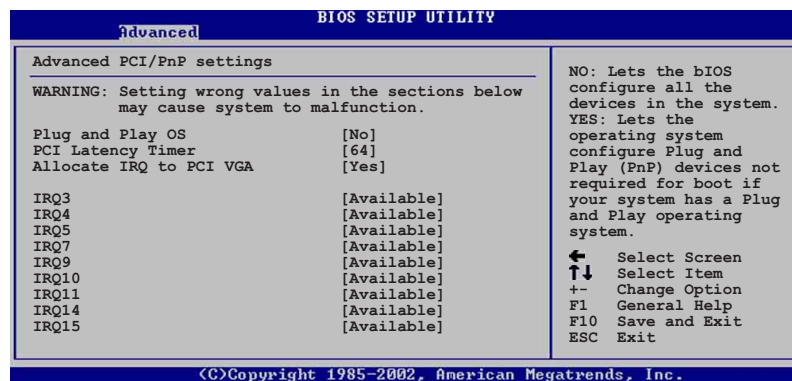 BIOS SETUP UTILITY
Advanced
Advanced PCI/PnP settings
WARNING: Setting wrong values in the sections below
may cause system to malfunction.
Plug and Play OS [No]
PCI Latency Timer [64]
Allocate IRQ to PCI VGA [Yes]
IRQ3 [Available]
IRQ4 [Available]
IRQ5 [Available]
IRQ7 [Available]
IRQ9 [Available]
IRQ10 [Available]
IRQ11 [Available]
IRQ14 [Available]
IRQ15 [Available]
NO: Lets the bIOS
configure all the
devices in the system.
YES: Lets the
operating system
configure Plug and
Play (PnP) devices not
required for boot if
your system has a Plug
and Play operating
system.
← Select Screen
↑↓ Select Item
+- Change Option
F1 General Help
F10 Save and Exit
ESC Exit
(C)Copyright 1985-2002, American Megatrends, Inc.